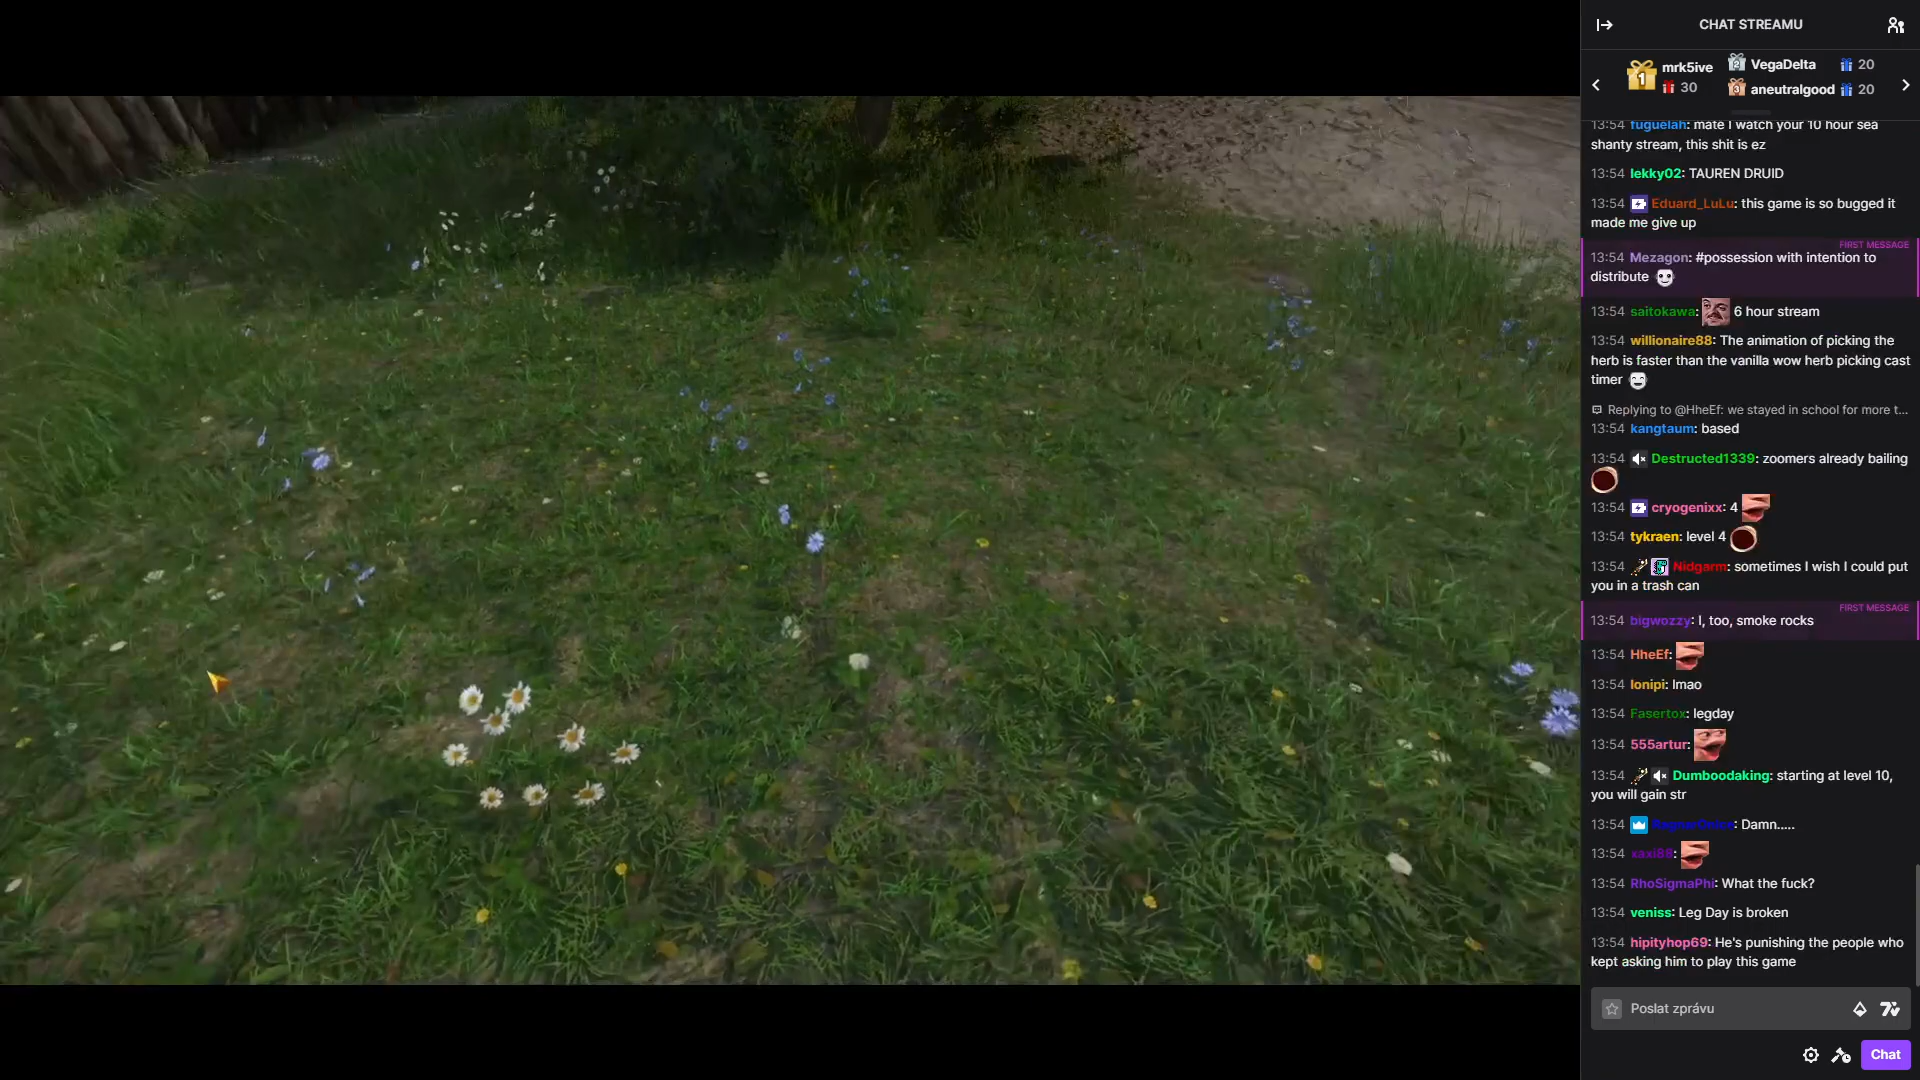 CHAT STREAMU
1 mrk5ive
30
2 VegaDelta 20
3 aneutralgood 20
13:54 fuguelah: mate I watch your 10 hour sea
shanty stream, this shit is ez
13:54 lekky02: TAUREN DRUID
13:54 Eduard_LuLu: this game is so bugged it
made me give up
FIRST MESSAGE
13:54 Mezagon: #possession with intention to
distribute
13:54 saitokawa: 6 hour stream
13:54 willionaire88: The animation of picking the
herb is faster than the vanilla wow herb picking cast
timer
Replying to @HheEf: we stayed in school for more t...
13:54 kangtaum: based
13:54 Destructed1339: zoomers already bailing
13:54 cryogenixx: 4
13:54 tykraen: level 4
13:54 Nidgarm: sometimes I wish I could put
you in a trash can
FIRST MESSAGE
13:54 bigwozzy: I, too, smoke rocks
13:54 HheEf:
13:54 lonipi: lmao
13:54 Fasertox: legday
13:54 555artur:
13:54 Dumboodaking: starting at level 10,
you will gain str
13:54 : Damn.....
13:54 xaxi88:
13:54 RhoSigmaPhi: What the fuck?
13:54 veniss: Leg Day is broken
13:54 hipityhop69: He's punishing the people who
kept asking him to play this game
Poslat zprávu
Chat